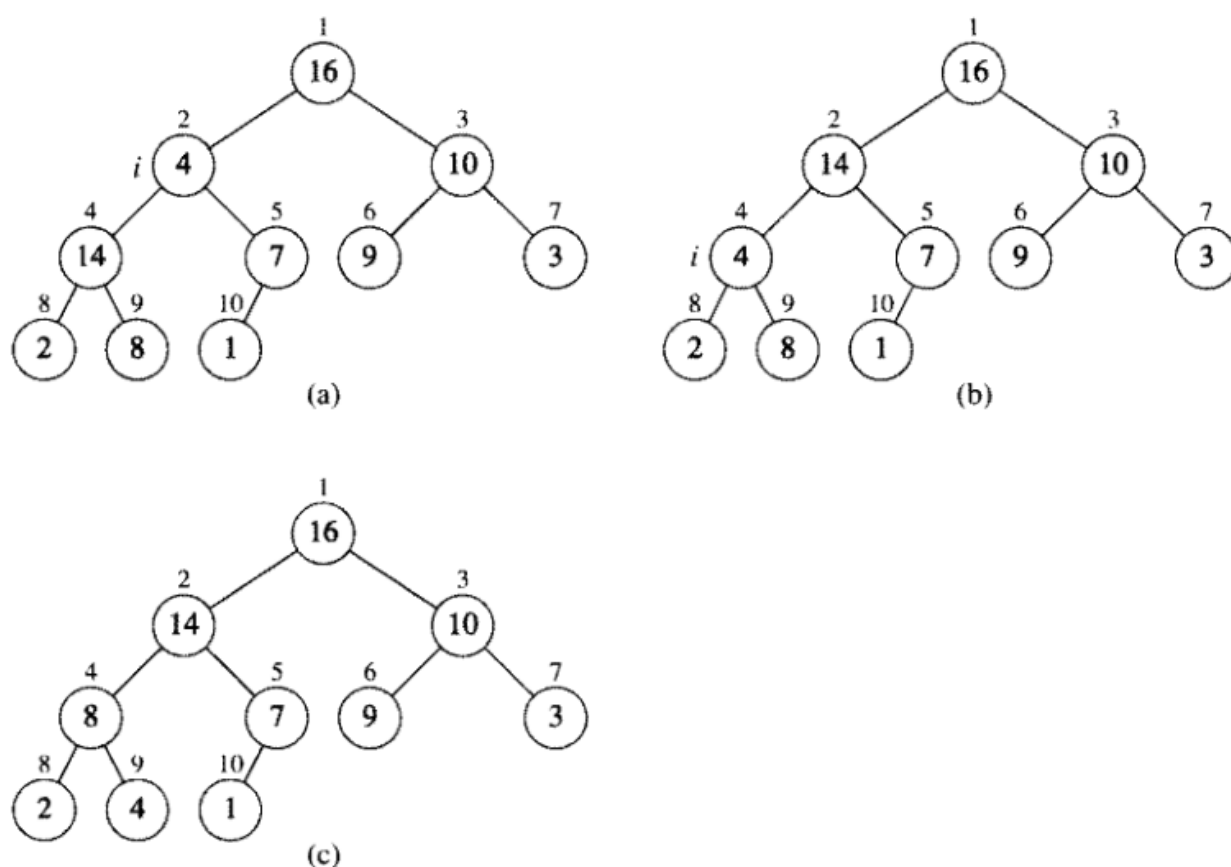 1 1
16 16
2 3 2 3
i 4 10 14 10
4 5 6 7 4 5 6 7
14 7 9 3 i 4 7 9 3
8 9 10 8 9 10
2 8 1 2 8 1
(a) (b)
1
16
2 3
14 10
4 5 6 7
8 7 9 3
8 9 10
2 4 1
(c)